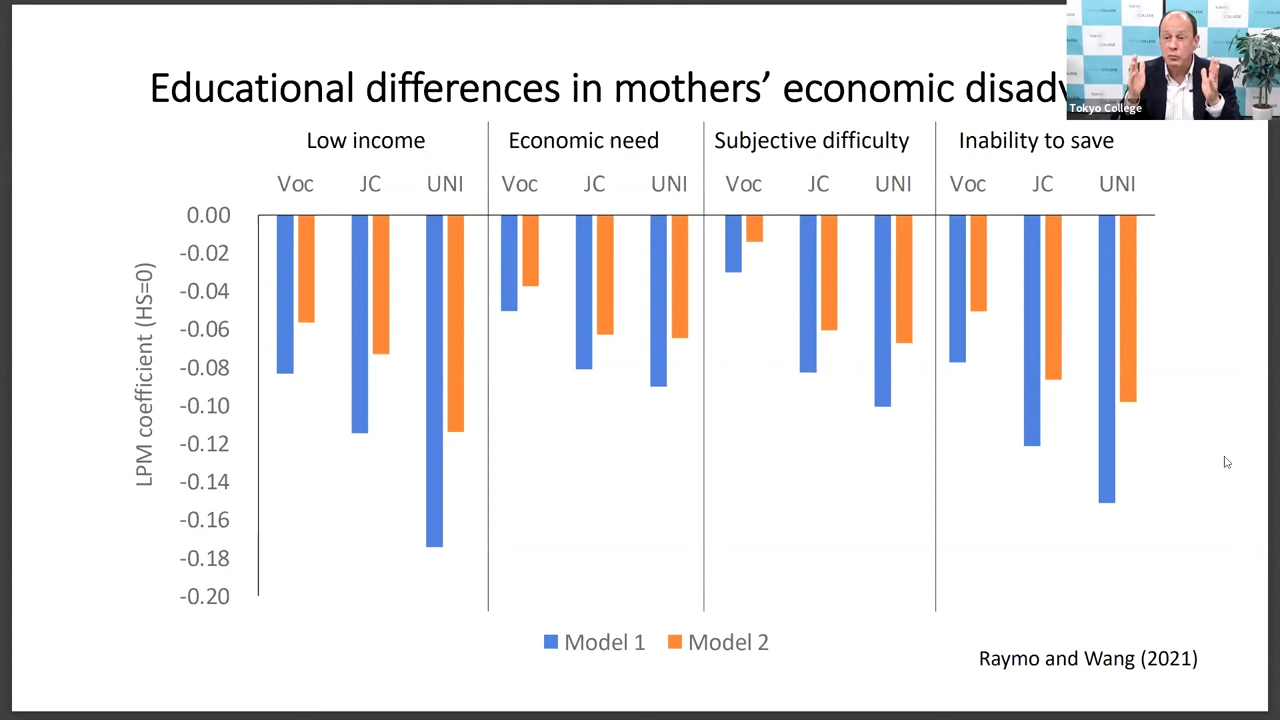 Educational differences in mothers’ economic disadv
Tokyo College
Low income Economic need Subjective difficulty Inability to save
Voc JC UNI Voc JC UNI Voc JC UNI Voc JC UNI
LPM coefficient (HS=0)
0.00
-0.02
-0.04
-0.06
-0.08
-0.10
-0.12
-0.14
-0.16
-0.18
-0.20
Model 1 Model 2
Raymo and Wang (2021)